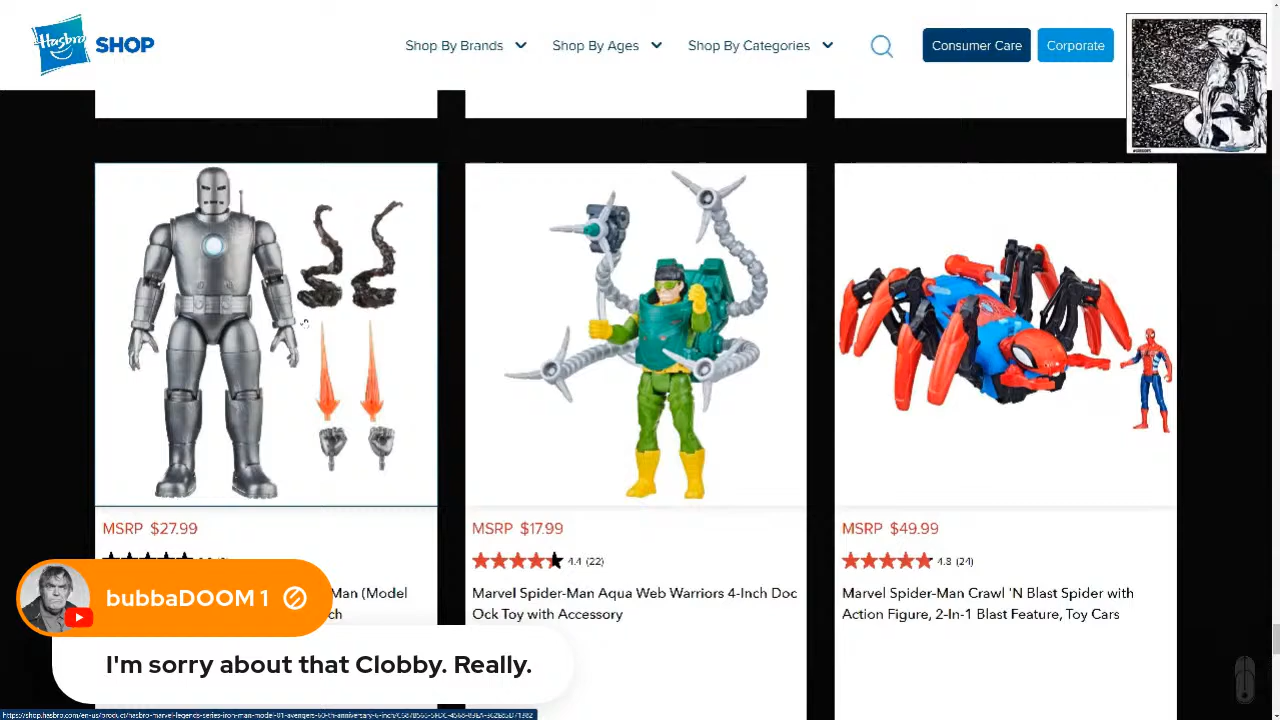 Hasbro SHOP
Shop By Brands
Shop By Ages
Shop By Categories
Consumer Care
Corporate
MSRP $27.99
Man (Model
MSRP $17.99
4.4 (22)
Marvel Spider-Man Aqua Web Warriors 4-Inch Doc
Ock Toy with Accessory
MSRP $49.99
4.8 (24)
Marvel Spider-Man Crawl 'N Blast Spider with
Action Figure, 2-In-1 Blast Feature, Toy Cars
bubbaDOOM 1
I'm sorry about that Clobby. Really.